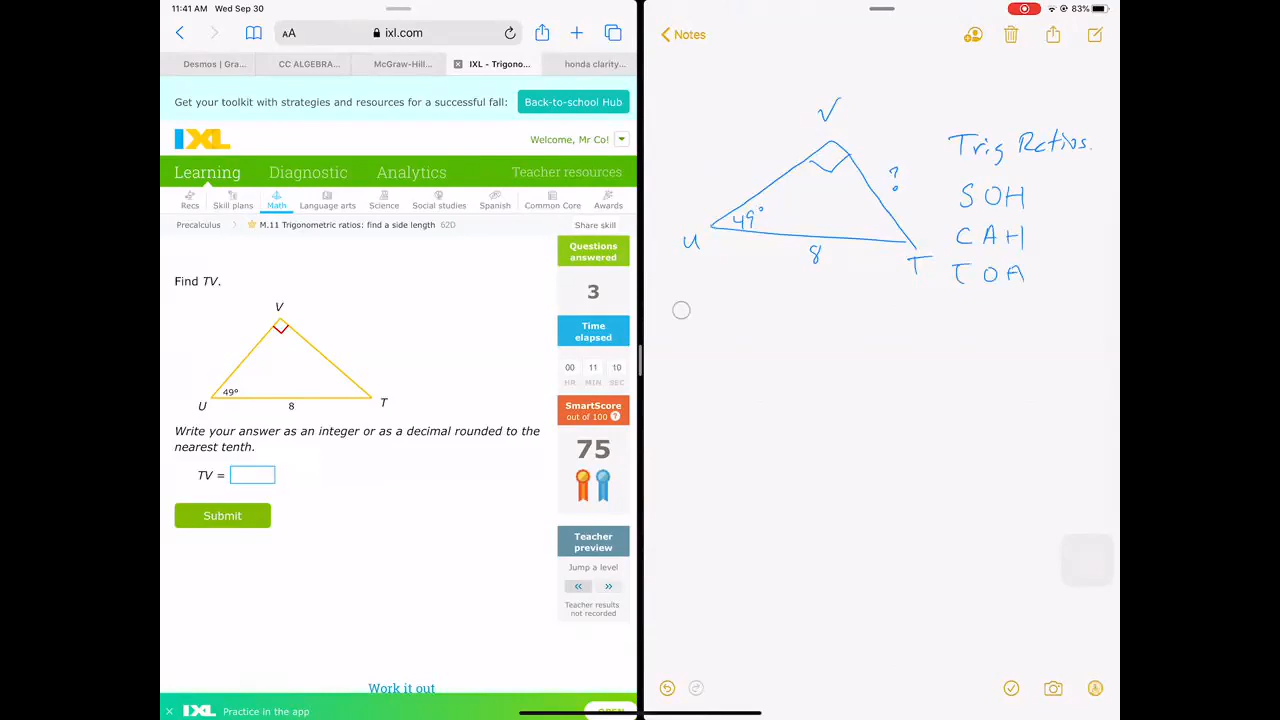 11:41 AM Wed Sep 30
83%
AA
ixl.com
Notes
Desmos | Gra...
CC ALGEBRA...
McGraw-Hill...
IXL - Trigono...
honda clarity...
Get your toolkit with strategies and resources for a successful fall:
Back-to-school Hub
IXL
Welcome, Mr Co!
Learning
Diagnostic
Analytics
Teacher resources
Recs
Skill plans
Math
Language arts
Science
Social studies
Spanish
Common Core
Awards
Precalculus
M.11 Trigonometric ratios: find a side length
62D
Share skill
Find TV.
V
49°
U
8
T
Write your answer as an integer or as a decimal rounded to the
nearest tenth.
TV =
Submit
Questions
answered
3
Time
elapsed
00 11 10
HR MIN SEC
SmartScore
out of 100 ?
75
Teacher
preview
Jump a level
<< >>
Teacher results
not recorded
Work it out
× IXL Practice in the app
OPEN
V
?
49°
U
8
T
Trig Ratios.
SOH
CAH
TOA